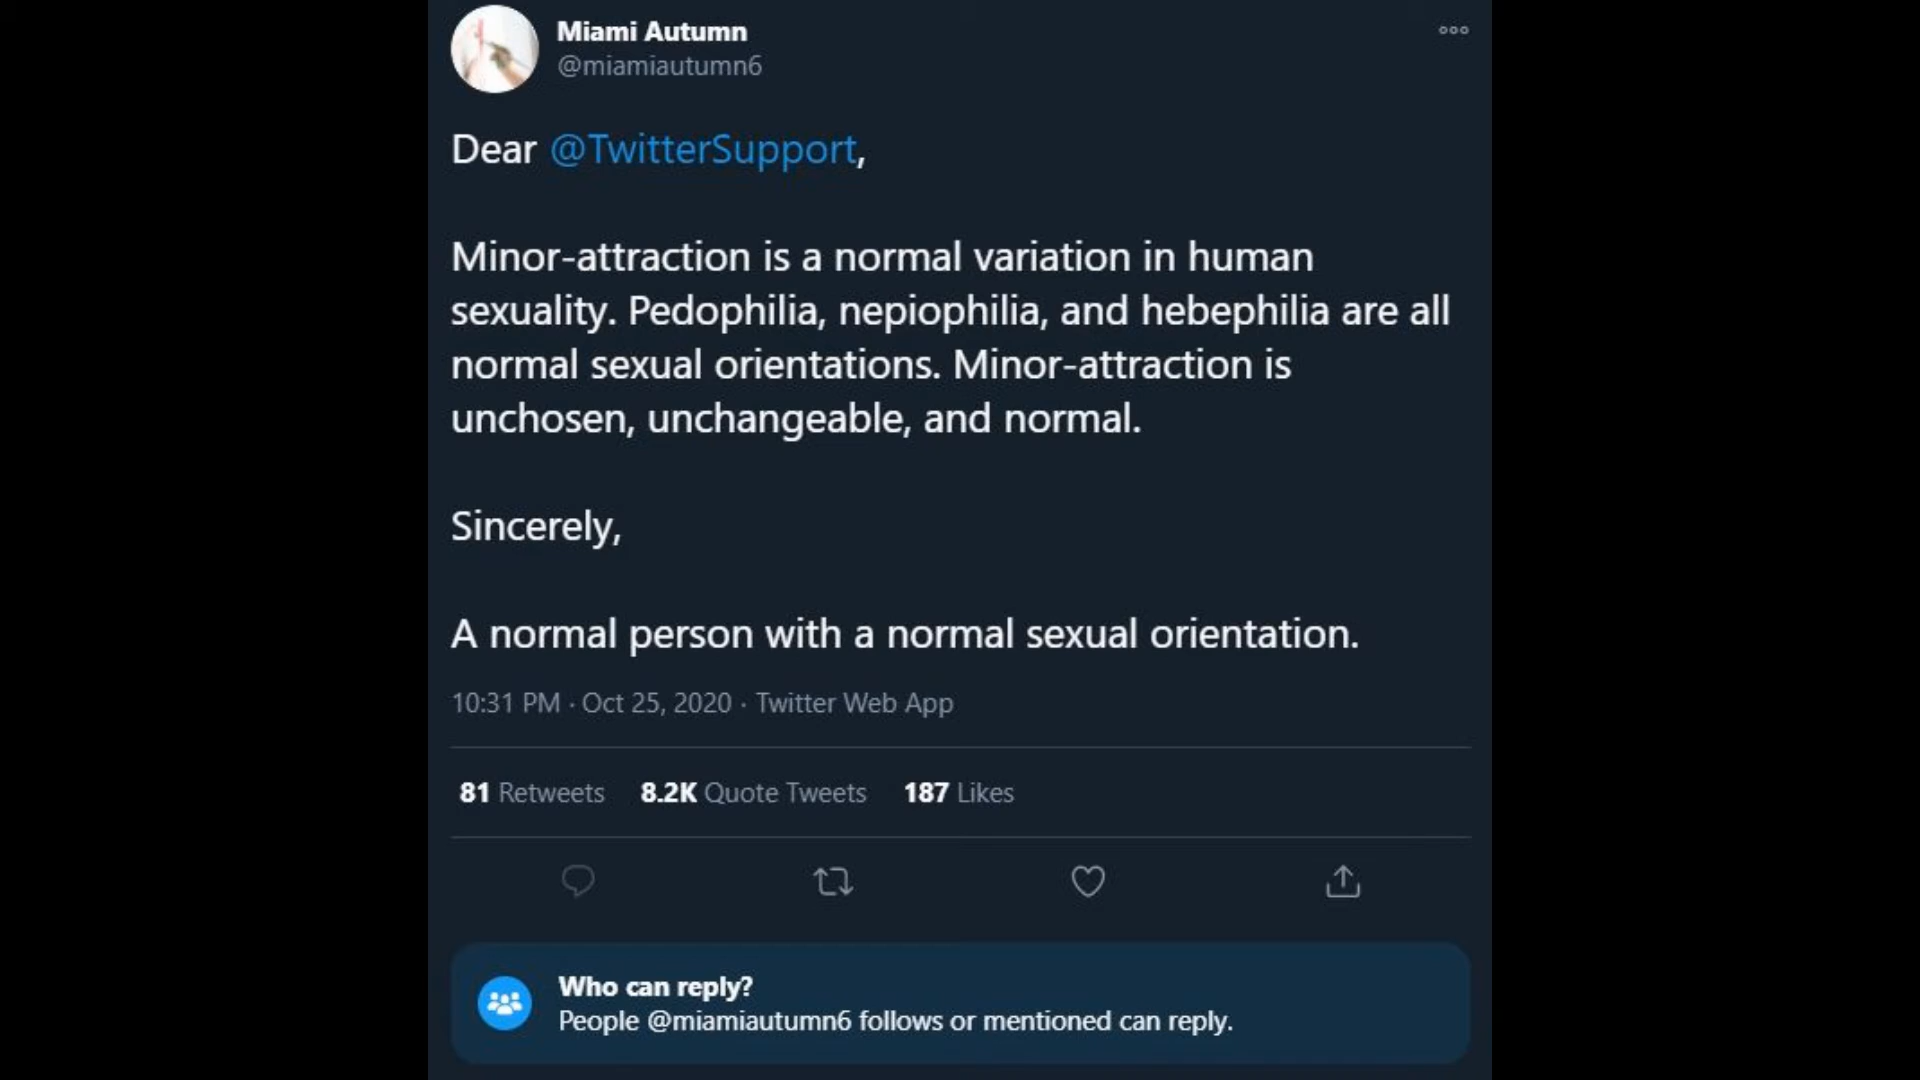 Miami Autumn
@miamiautumn6
Dear @TwitterSupport,
Minor-attraction is a normal variation in human
sexuality. Pedophilia, nepiophilia, and hebephilia are all
normal sexual orientations. Minor-attraction is
unchosen, unchangeable, and normal.
Sincerely,
A normal person with a normal sexual orientation.
10:31 PM · Oct 25, 2020 · Twitter Web App
81 Retweets 8.2K Quote Tweets 187 Likes
Who can reply?
People @miamiautumn6 follows or mentioned can reply.